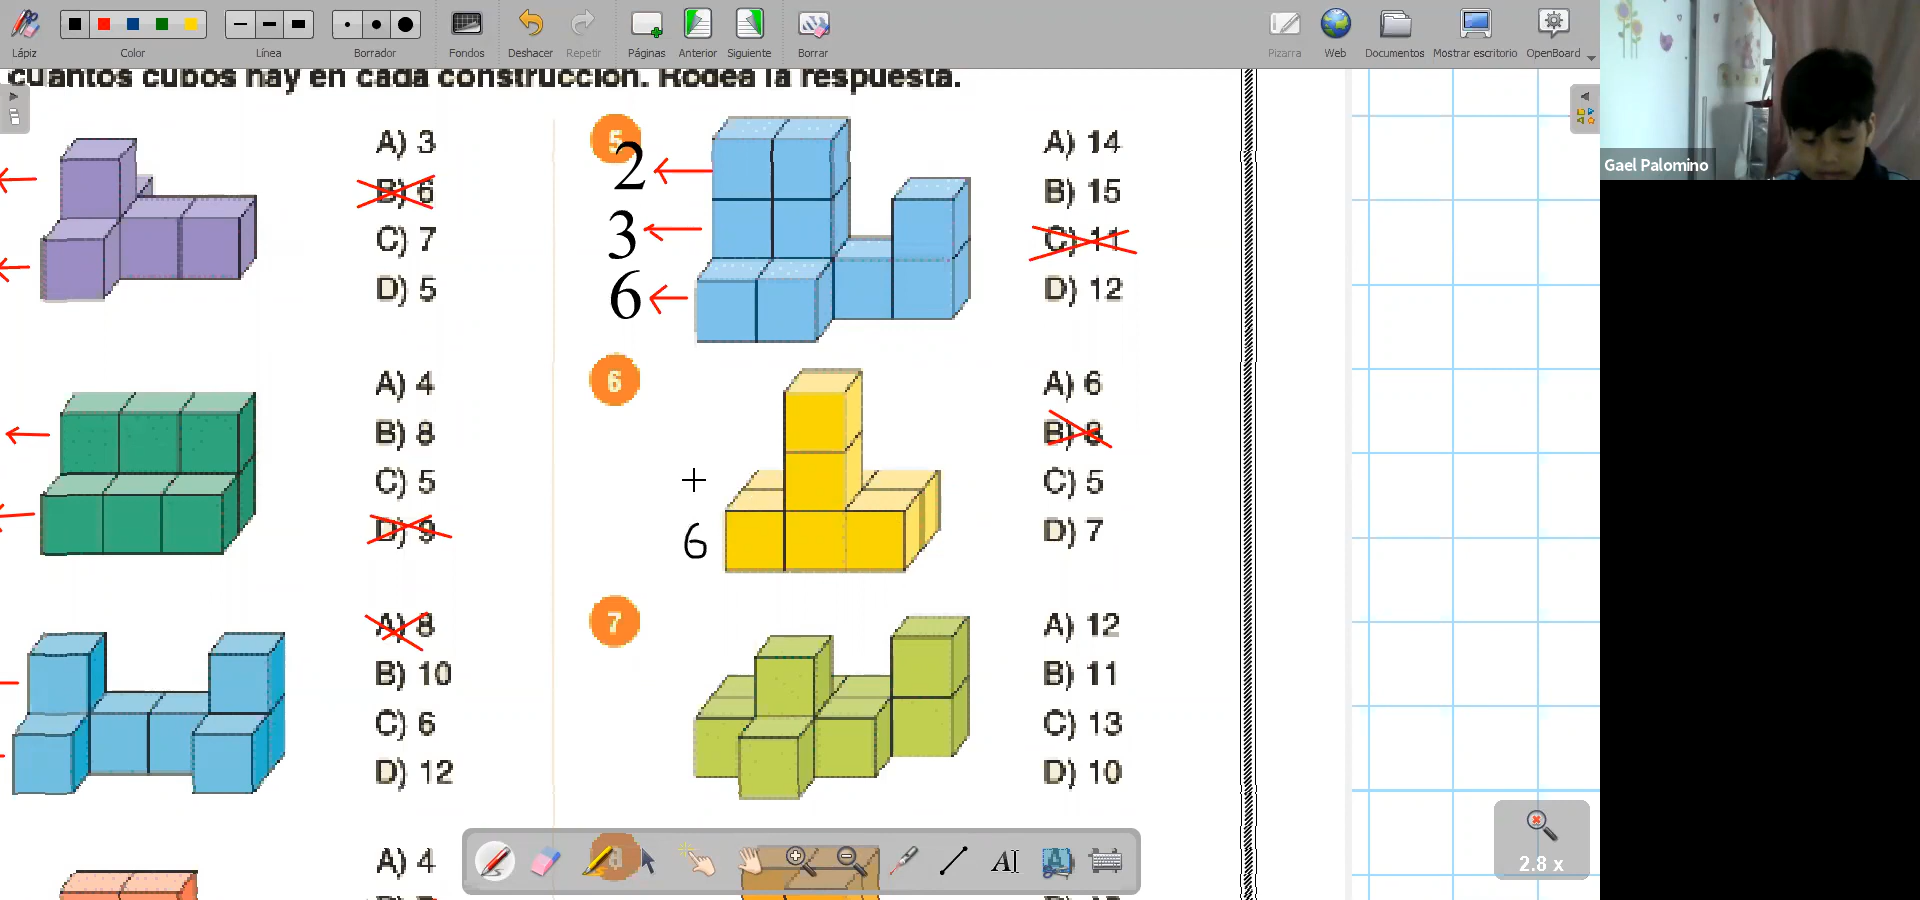 Lápiz
Color
Línea
Borrador
Fondos
Deshacer
Repetir
Páginas
Anterior
Siguiente
Borrar
Pizarra
Web
Documentos
Mostrar escritorio
OpenBoard
cuantos cubos hay en cada construcción. Rodea la respuesta.
A) 3
B) 6
C) 7
D) 5
A) 4
B) 8
C) 5
D) 9
A) 8
B) 10
C) 6
D) 12
A) 4
5
2
3
6
A) 14
B) 15
C) 11
D) 12
6
+
6
A) 6
B) 8
C) 5
D) 7
7
A) 12
B) 11
C) 13
D) 10
8
Gael Palomino
2.8 x